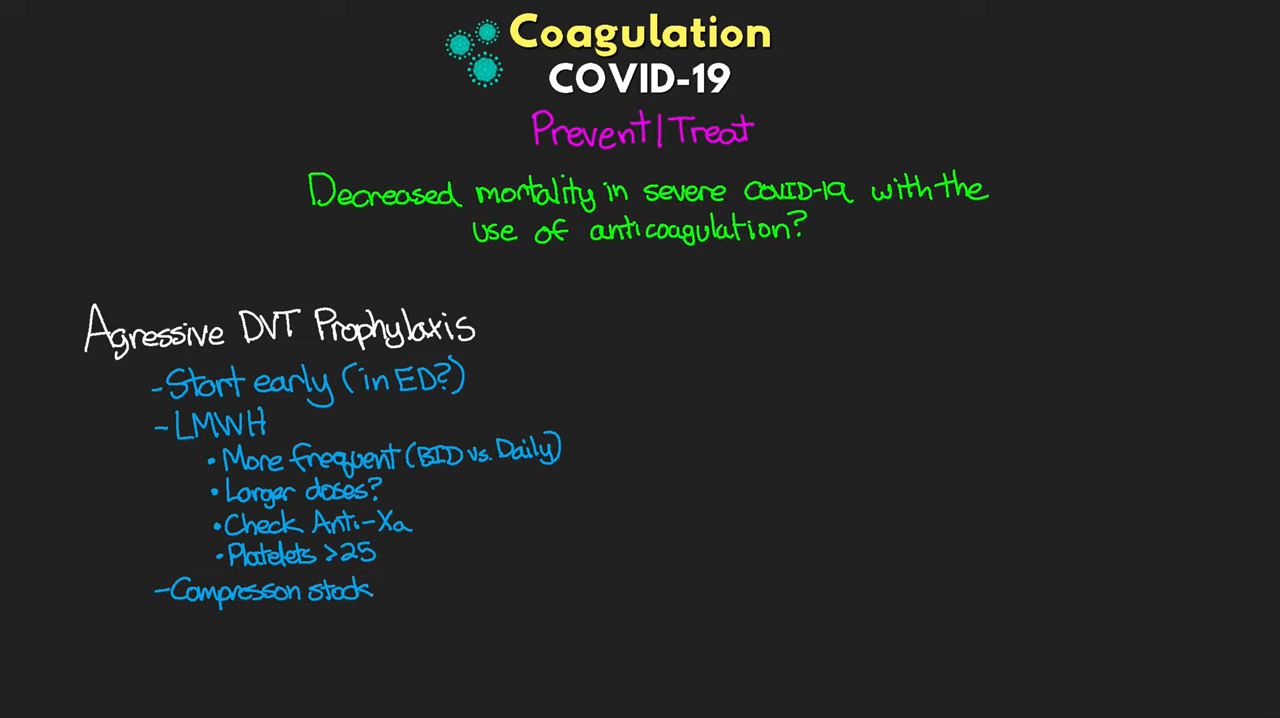 Coagulation
COVID-19
Prevent/Treat
Decreased mortality in severe COVID-19 with the
use of anticoagulation?
Agressive DVT Prophylaxis
-Start early (in ED?)
-LMWH
•More frequent (BID vs. Daily)
•Larger doses?
•Check Anti-Xa
•Platelets >25
-Compresson stock